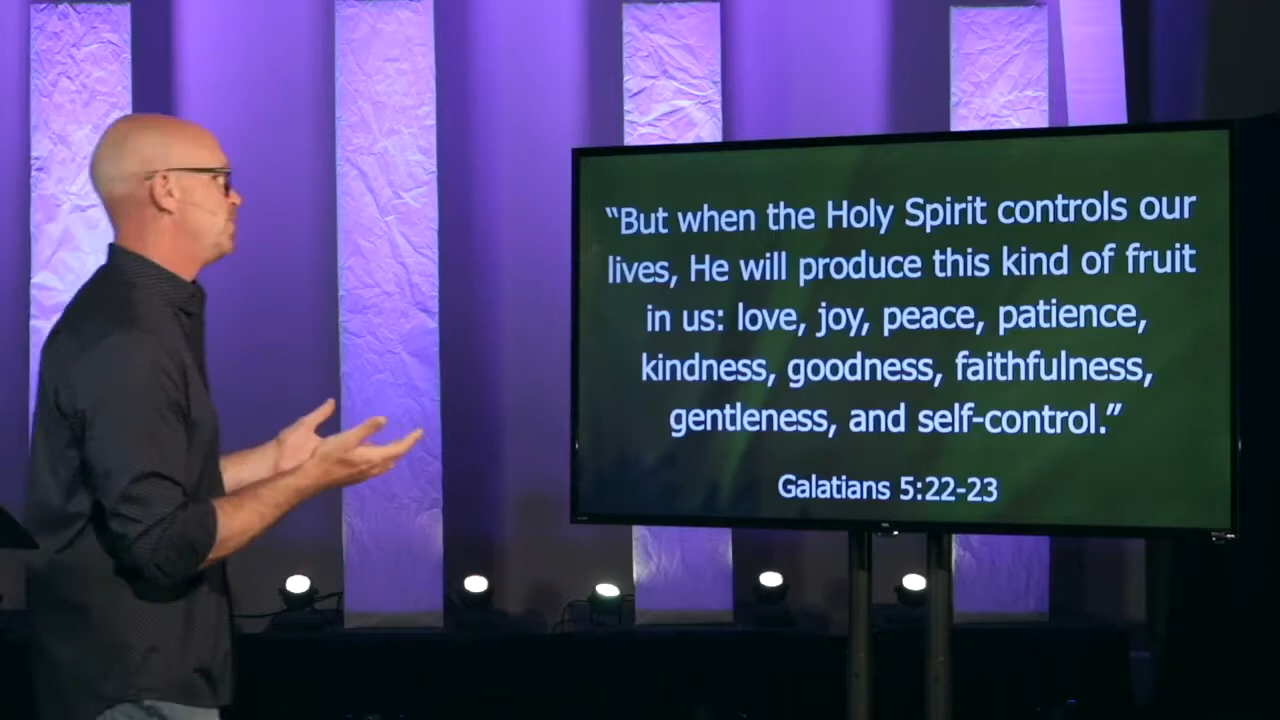 “But when the Holy Spirit controls our
lives, He will produce this kind of fruit
in us: love, joy, peace, patience,
kindness, goodness, faithfulness,
gentleness, and self-control.”
Galatians 5:22-23